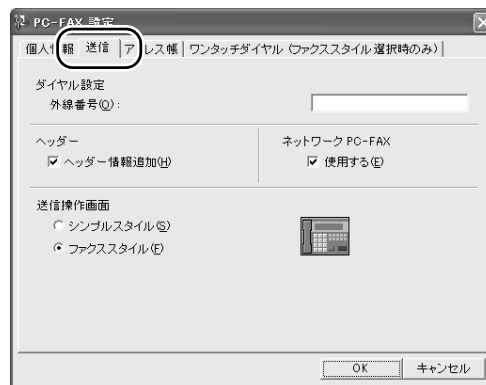 PC-FAX 設定
個人情報 送信 アドレス帳 ワンタッチダイヤル (ファクススタイル選択時のみ)
ダイヤル設定
外線番号(O):
ヘッダー ネットワーク PC-FAX
ヘッダー情報追加(H) 使用する(E)
送信操作画面
シンプルスタイル(S)
ファクススタイル(F)
OK キャンセル